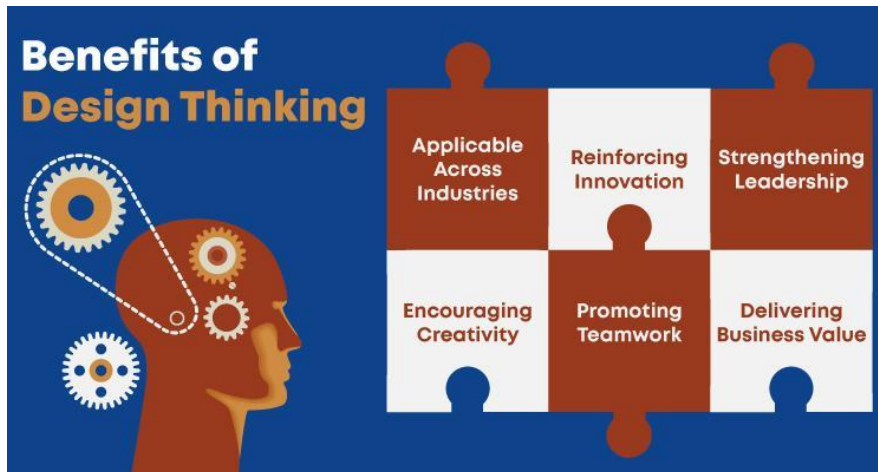 Benefits of
Design Thinking
Applicable
Across
Industries
Reinforcing
Innovation
Strengthening
Leadership
Encouraging
Creativity
Promoting
Teamwork
Delivering
Business Value